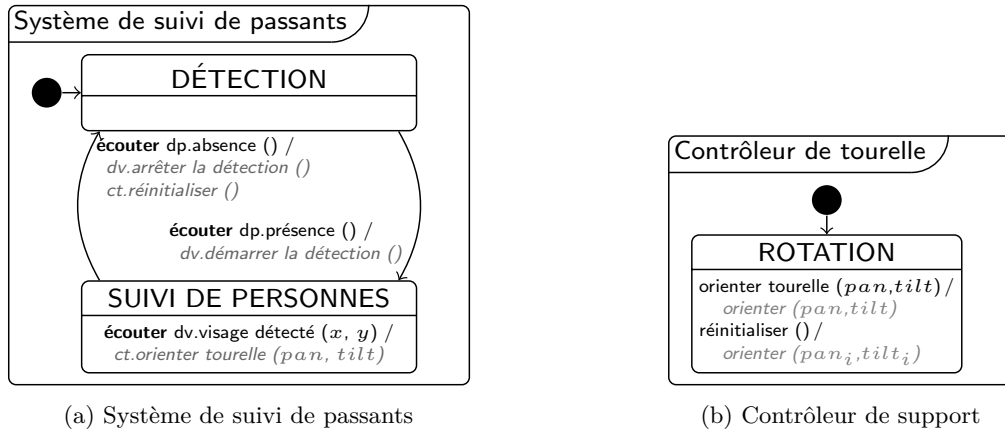 Système de suivi de passants
DÉTECTION
écouter dp.absence () /
dv.arrêter la détection ()
ct.réinitialiser ()
écouter dp.présence () /
dv.démarrer la détection ()
SUIVI DE PERSONNES
écouter dv.visage détecté (x, y) /
ct.orienter tourelle (pan, tilt)
(a) Système de suivi de passants
Contrôleur de tourelle
ROTATION
orienter tourelle (pan,tilt) /
orienter (pan,tilt)
réinitialiser () /
orienter (pan_i,tilt_i)
(b) Contrôleur de support